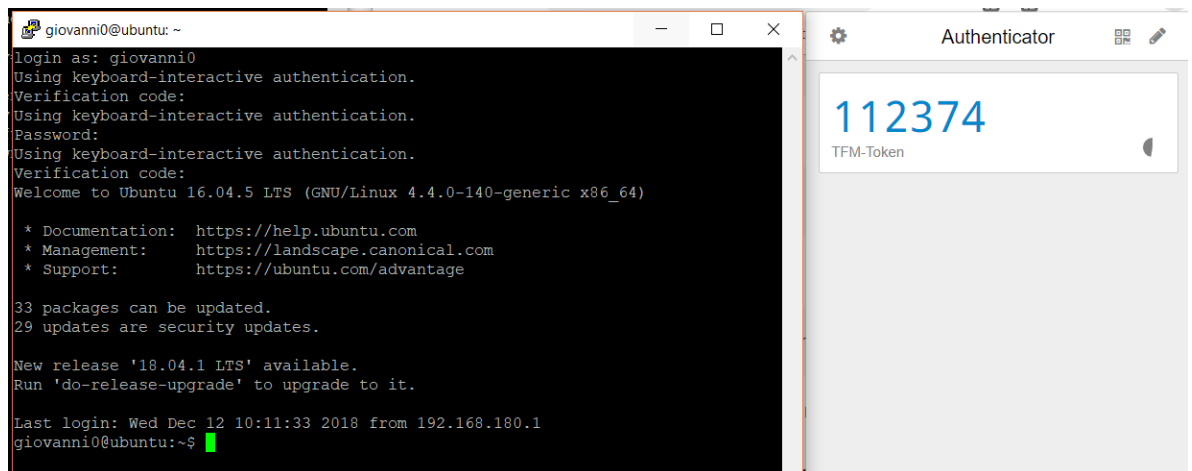 giovanni0@ubuntu: ~
login as: giovanni0
Using keyboard-interactive authentication.
Verification code:
Using keyboard-interactive authentication.
Password:
Using keyboard-interactive authentication.
Verification code:
Welcome to Ubuntu 16.04.5 LTS (GNU/Linux 4.4.0-140-generic x86_64)
* Documentation:  https://help.ubuntu.com
* Management:     https://landscape.canonical.com
* Support:        https://ubuntu.com/advantage
33 packages can be updated.
29 updates are security updates.
New release '18.04.1 LTS' available.
Run 'do-release-upgrade' to upgrade to it.
Last login: Wed Dec 12 10:11:33 2018 from 192.168.180.1
giovanni0@ubuntu:~$
Authenticator
112374
TFM-Token